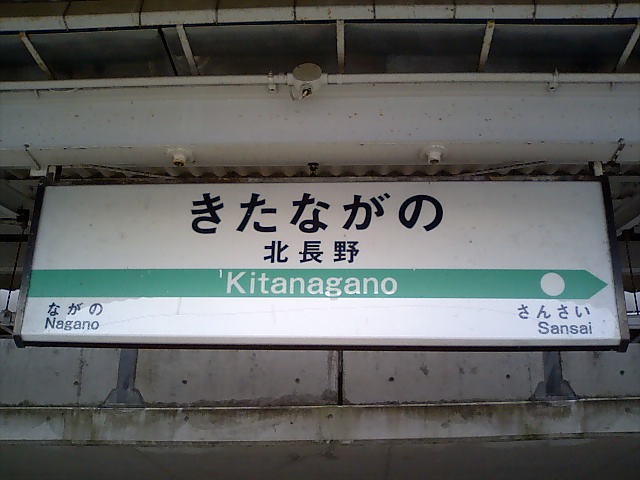 きたながの
北長野
Kitanagano
ながの
Nagano
さんさい
Sansai